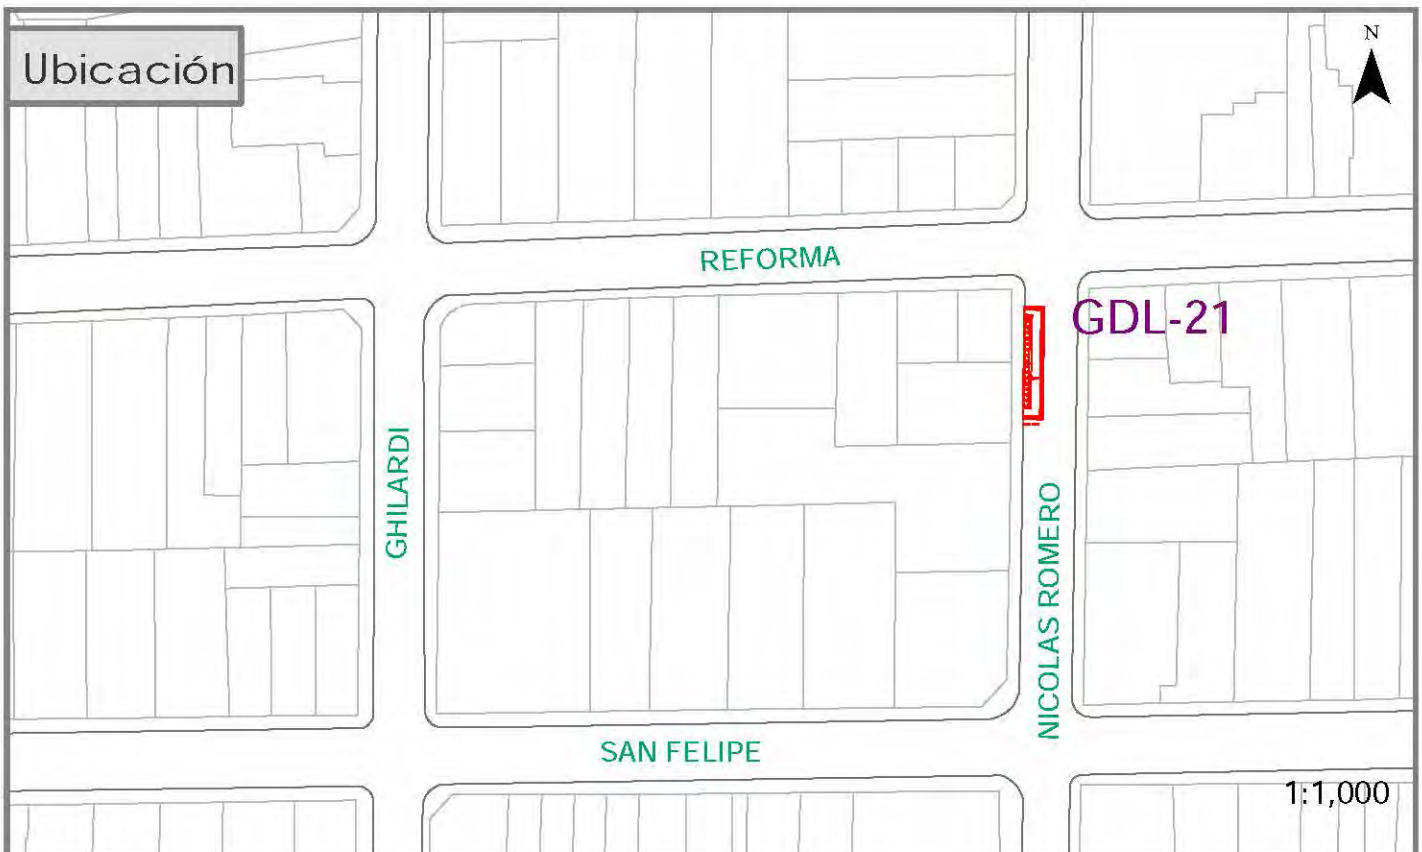 Ubicación
N
REFORMA
GDL-21
GHILARDI
NICOLAS ROMERO
SAN FELIPE
1:1,000